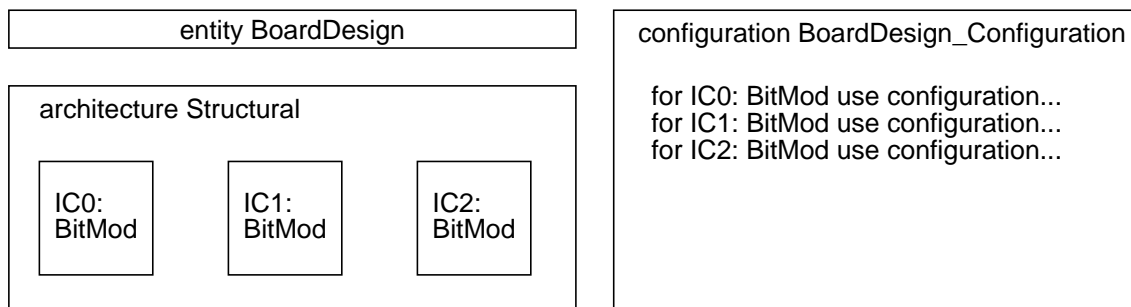 entity BoardDesign
architecture Structural
IC0:
BitMod
IC1:
BitMod
IC2:
BitMod
configuration BoardDesign_Configuration
for IC0: BitMod use configuration...
for IC1: BitMod use configuration...
for IC2: BitMod use configuration...